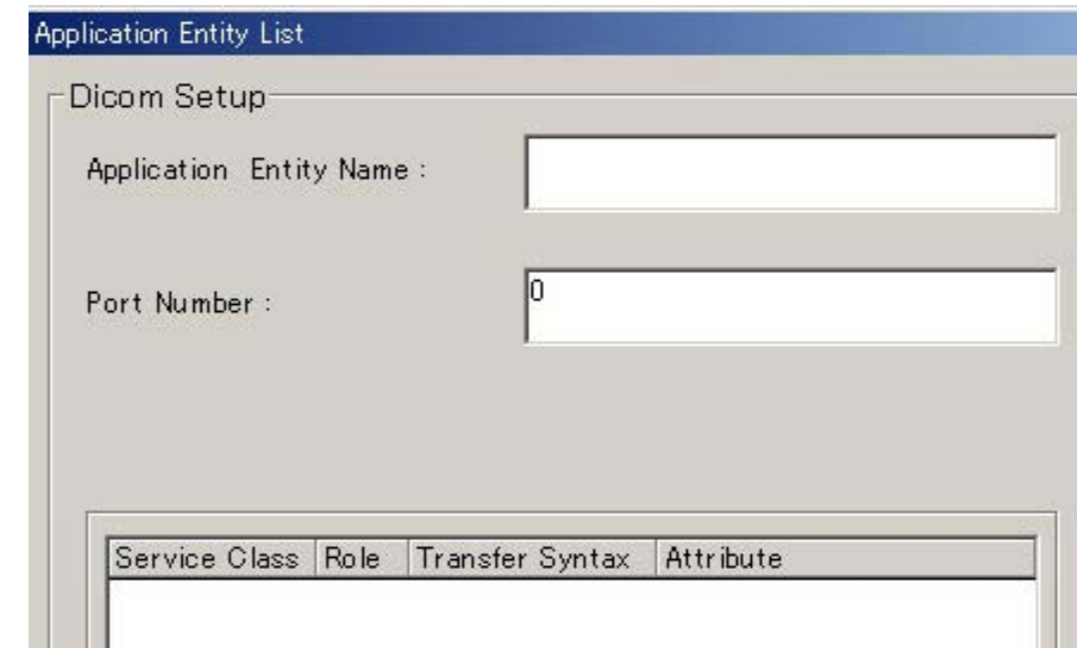 Application Entity List
Dicom Setup
Application Entity Name :
Port Number :
0
Service Class Role Transfer Syntax Attribute